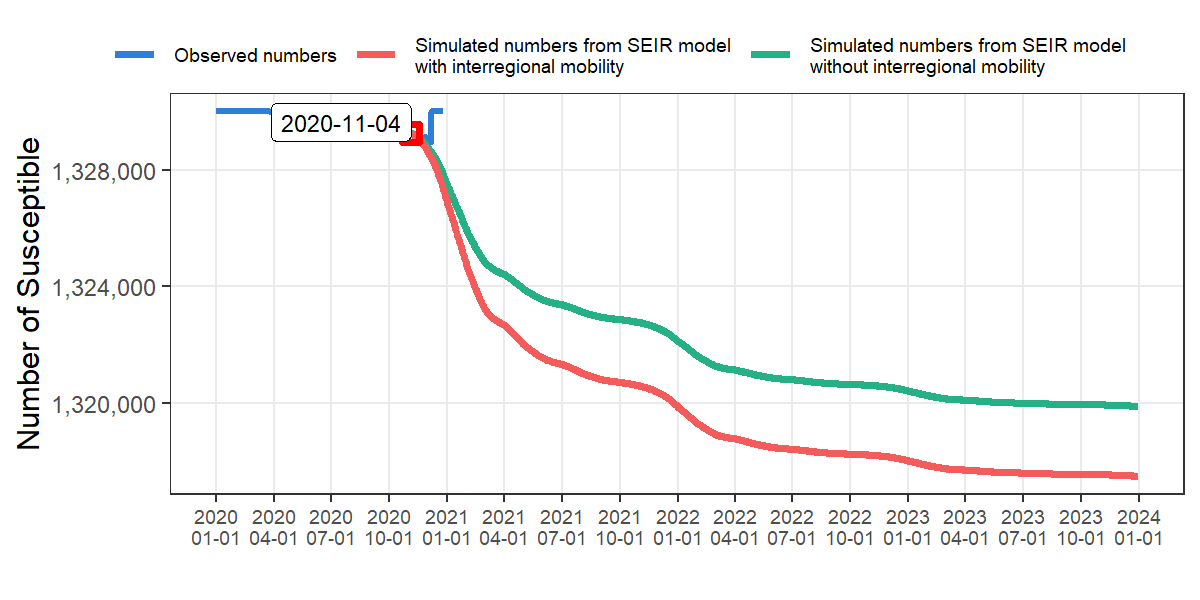 Observed numbers
Simulated numbers from SEIR model
with interregional mobility
Simulated numbers from SEIR model
without interregional mobility
Number of Susceptible
2020-11-04
1,328,000
1,324,000
1,320,000
2020 2020 2020 2020 2021 2021 2021 2021 2022 2022 2022 2022 2023 2023 2023 2023 2024
01-01 04-01 07-01 10-01 01-01 04-01 07-01 10-01 01-01 04-01 07-01 10-01 01-01 04-01 07-01 10-01 01-01